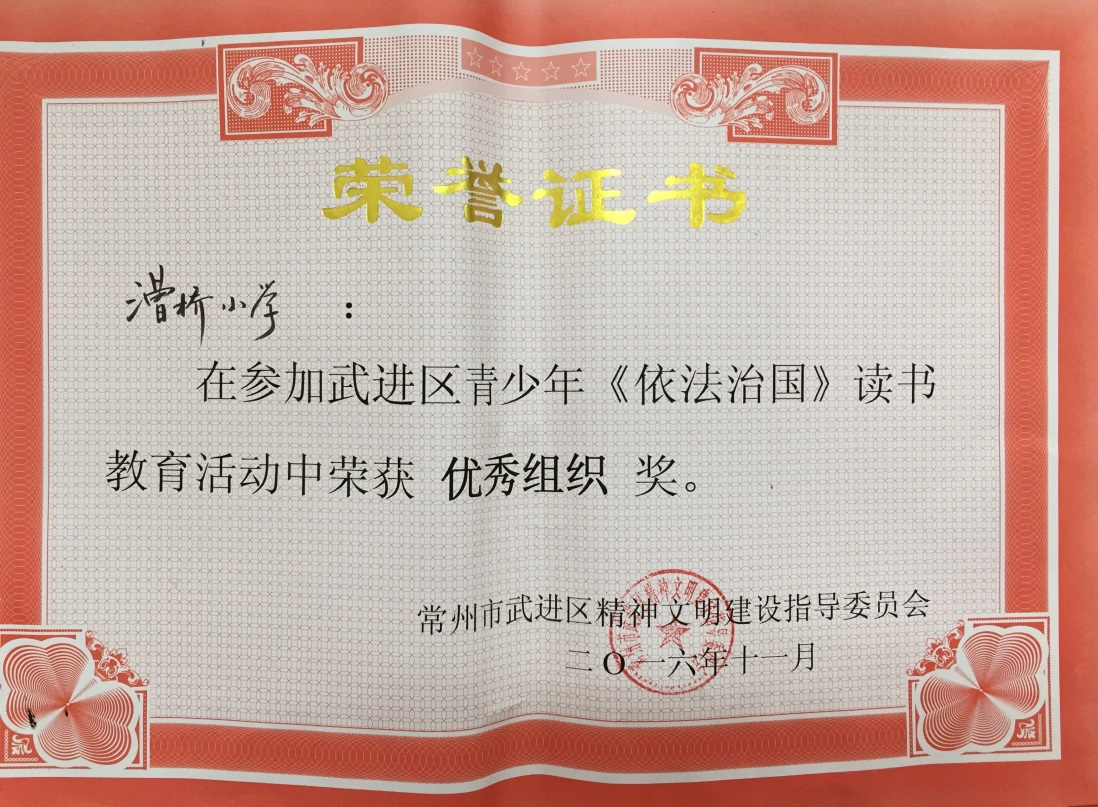 荣誉证书
漕桥小学：
在参加武进区青少年《依法治国》读书
教育活动中荣获 优秀组织 奖。
常州市武进区精神文明建设指导委员会
二〇一六年十一月